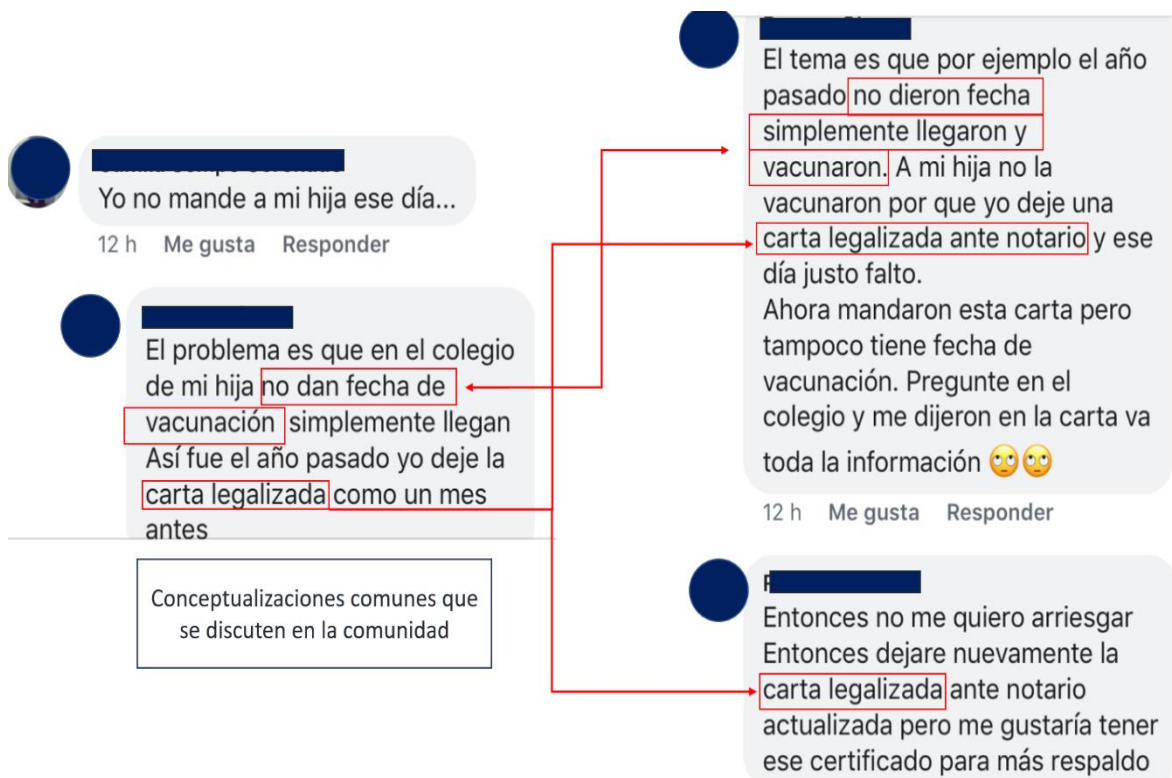 Yo no mande a mi hija ese día...
12 h Me gusta Responder
El problema es que en el colegio
de mi hija no dan fecha de
vacunación simplemente llegan
Así fue el año pasado yo deje la
carta legalizada como un mes
antes
Conceptualizaciones comunes que
se discuten en la comunidad
El tema es que por ejemplo el año
pasado no dieron fecha
simplemente llegaron y
vacunaron. A mi hija no la
vacunaron por que yo deje una
carta legalizada ante notario y ese
día justo falto.
Ahora mandaron esta carta pero
tampoco tiene fecha de
vacunación. Pregunte en el
colegio y me dijeron en la carta va
toda la información 🙄🙄
12 h Me gusta Responder
Entonces no me quiero arriesgar
Entonces dejare nuevamente la
carta legalizada ante notario
actualizada pero me gustaría tener
ese certificado para más respaldo